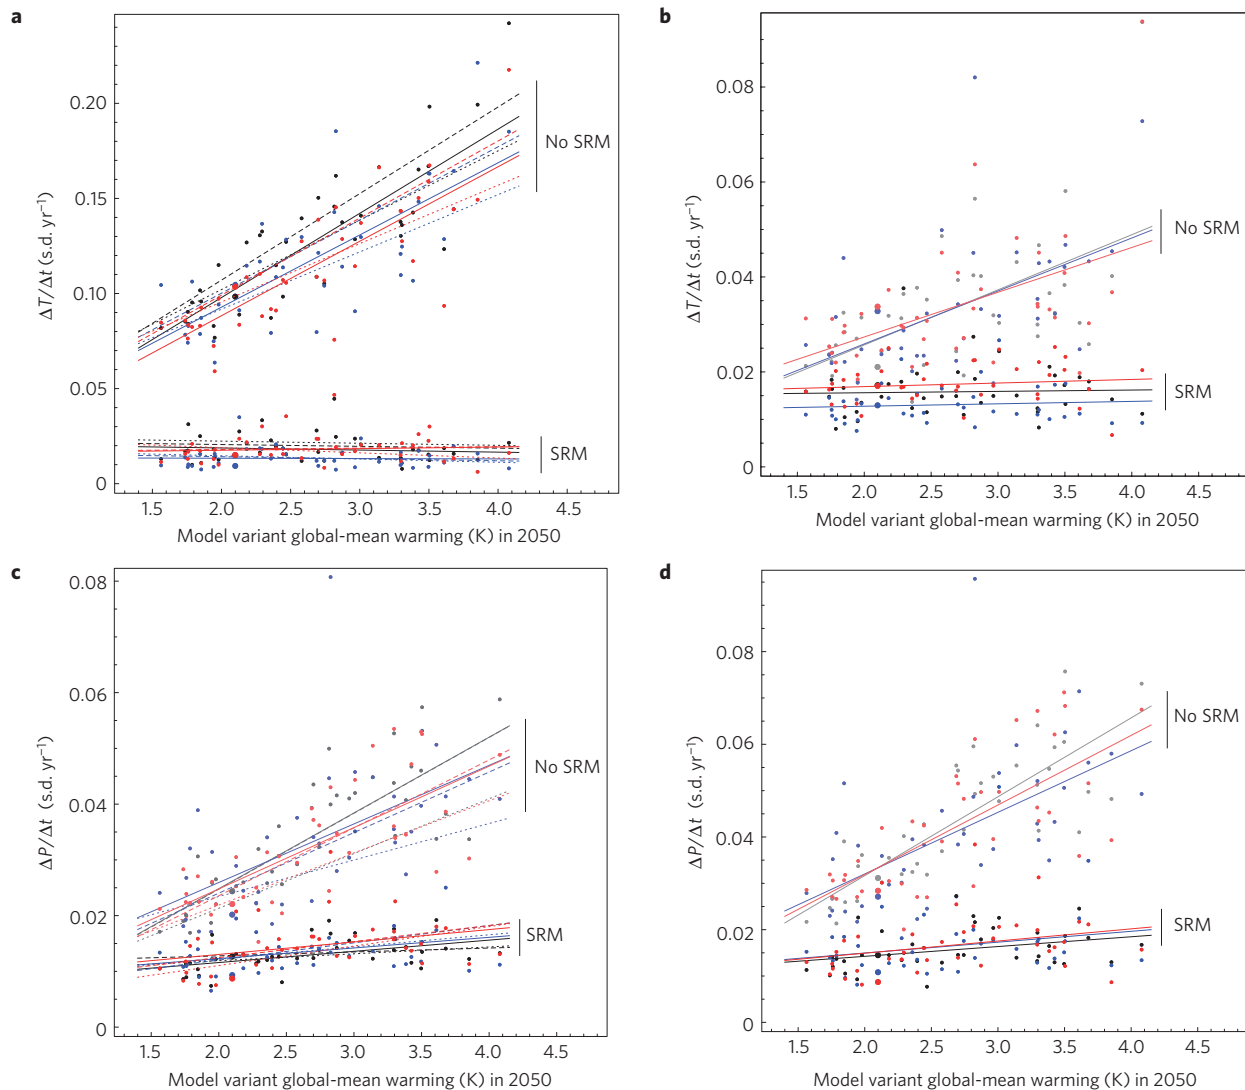 a
0.20
0.15
0.10
0.05
0
ΔT/Δt (s.d. yr⁻¹)
No SRM
SRM
1.5 2.0 2.5 3.0 3.5 4.0 4.5
Model variant global-mean warming (K) in 2050
b
0.08
0.06
0.04
0.02
0
ΔT/Δt (s.d. yr⁻¹)
No SRM
SRM
1.5 2.0 2.5 3.0 3.5 4.0 4.5
Model variant global-mean warming (K) in 2050
c
0.08
0.06
0.04
0.02
0
ΔP/Δt (s.d. yr⁻¹)
No SRM
SRM
1.5 2.0 2.5 3.0 3.5 4.0 4.5
Model variant global-mean warming (K) in 2050
d
0.08
0.06
0.04
0.02
0
ΔP/Δt (s.d. yr⁻¹)
No SRM
SRM
1.5 2.0 2.5 3.0 3.5 4.0 4.5
Model variant global-mean warming (K) in 2050